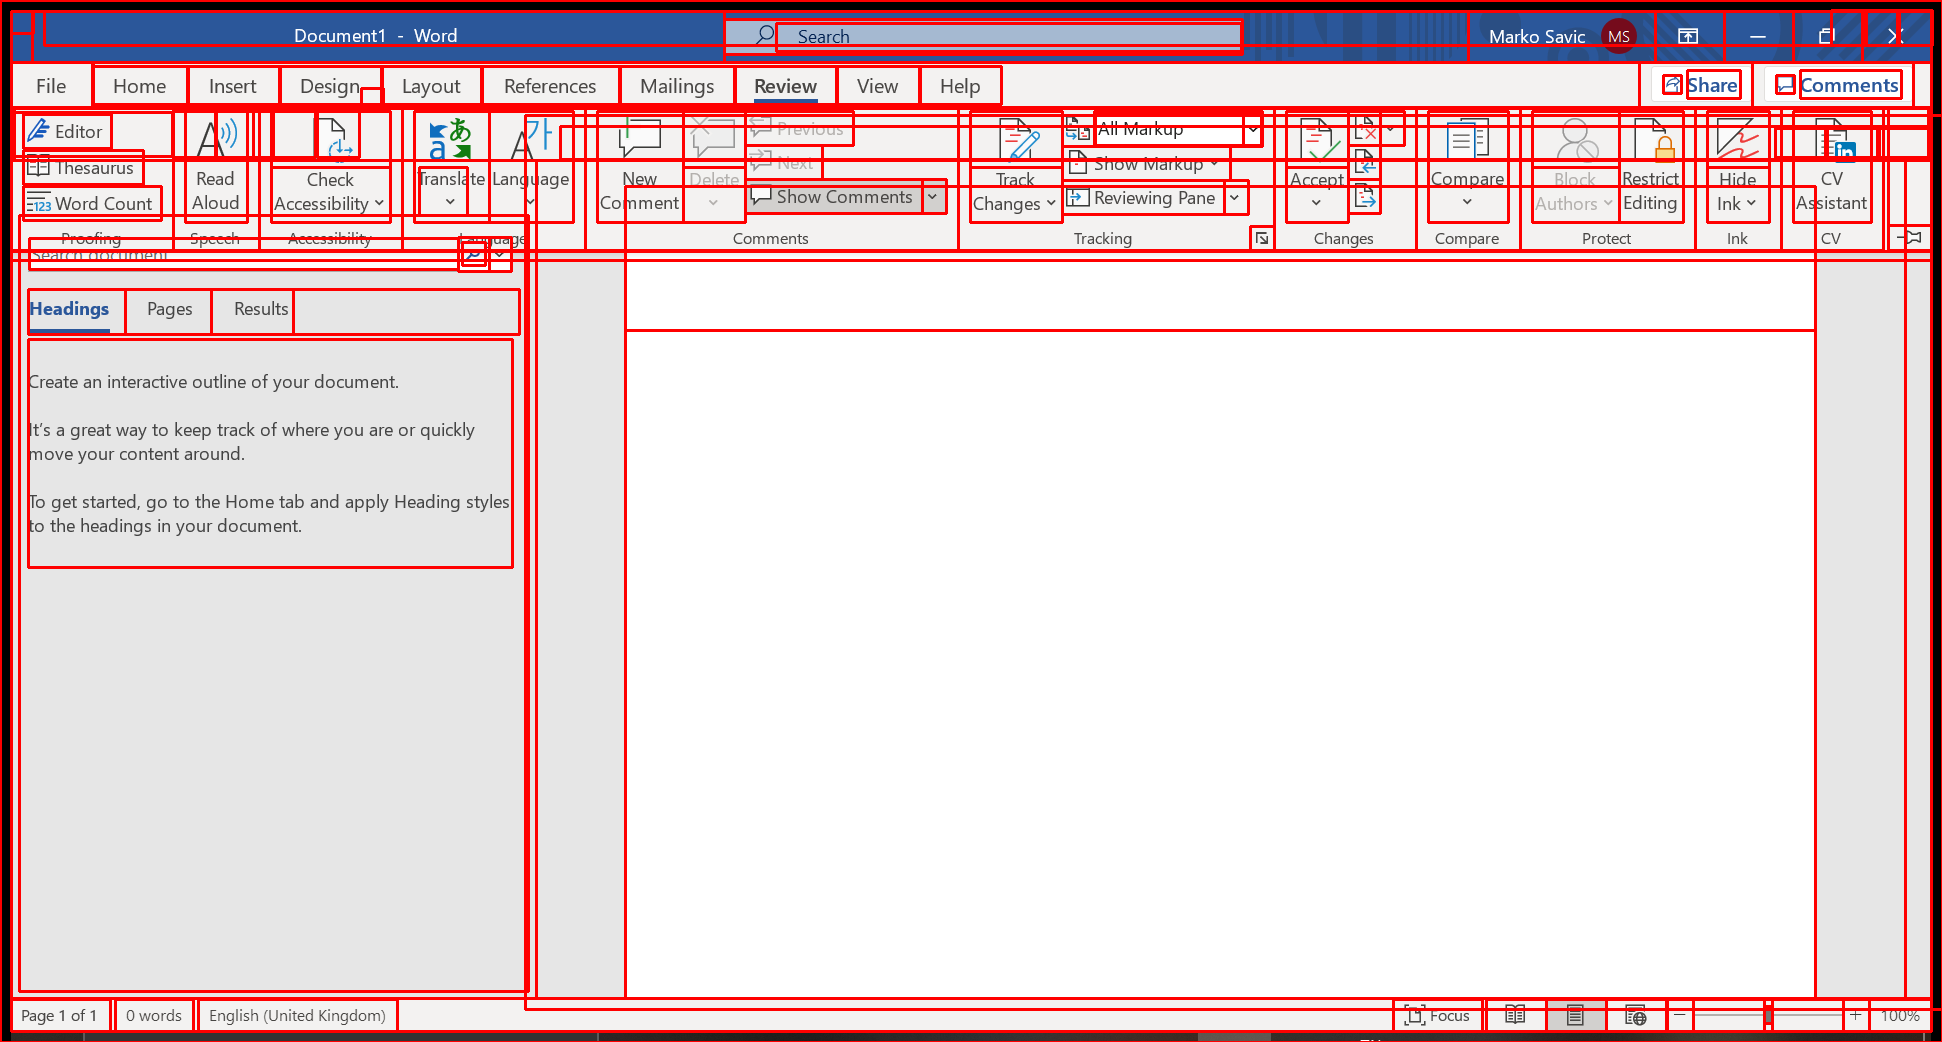 Document1 - Word
Search
Marko Savic
MS
File
Home
Insert
Design
Layout
References
Mailings
Review
View
Help
Share
Comments
Editor
Thesaurus
Word Count
Proofing
Read
Aloud
Speech
Check
Accessibility
Accessibility
Translate
Language
Language
New
Comment
Delete
Previous
Next
Show Comments
Comments
Track
Changes
All Markup
Show Markup
Reviewing Pane
Tracking
Accept
Changes
Compare
Compare
Block
Authors
Restrict
Editing
Protect
Hide
Ink
Ink
CV
Assistant
CV
Search document
Headings
Pages
Results
Create an interactive outline of your document.
It's a great way to keep track of where you are or quickly
move your content around.
To get started, go to the Home tab and apply Heading styles
to the headings in your document.
Page 1 of 1
0 words
English (United Kingdom)
Focus
100%